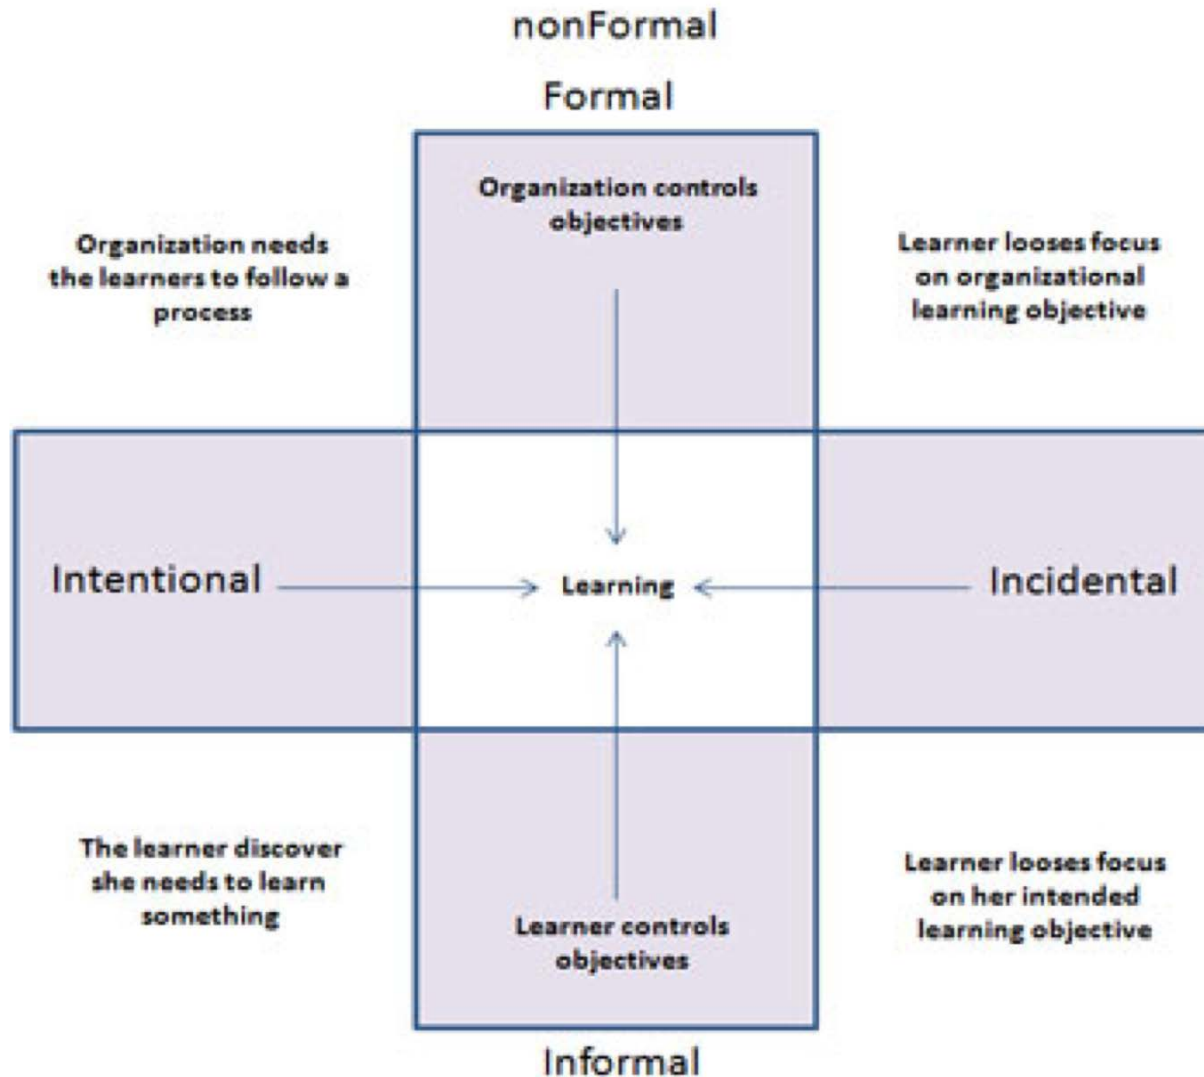 nonFormal
Formal
Organization controls
objectives
Organization needs
the learners to follow a
process
Learner looses focus
on organizational
learning objective
Intentional
Learning
Incidental
The learner discover
she needs to learn
something
Learner controls
objectives
Learner looses focus
on her intended
learning objective
Informal